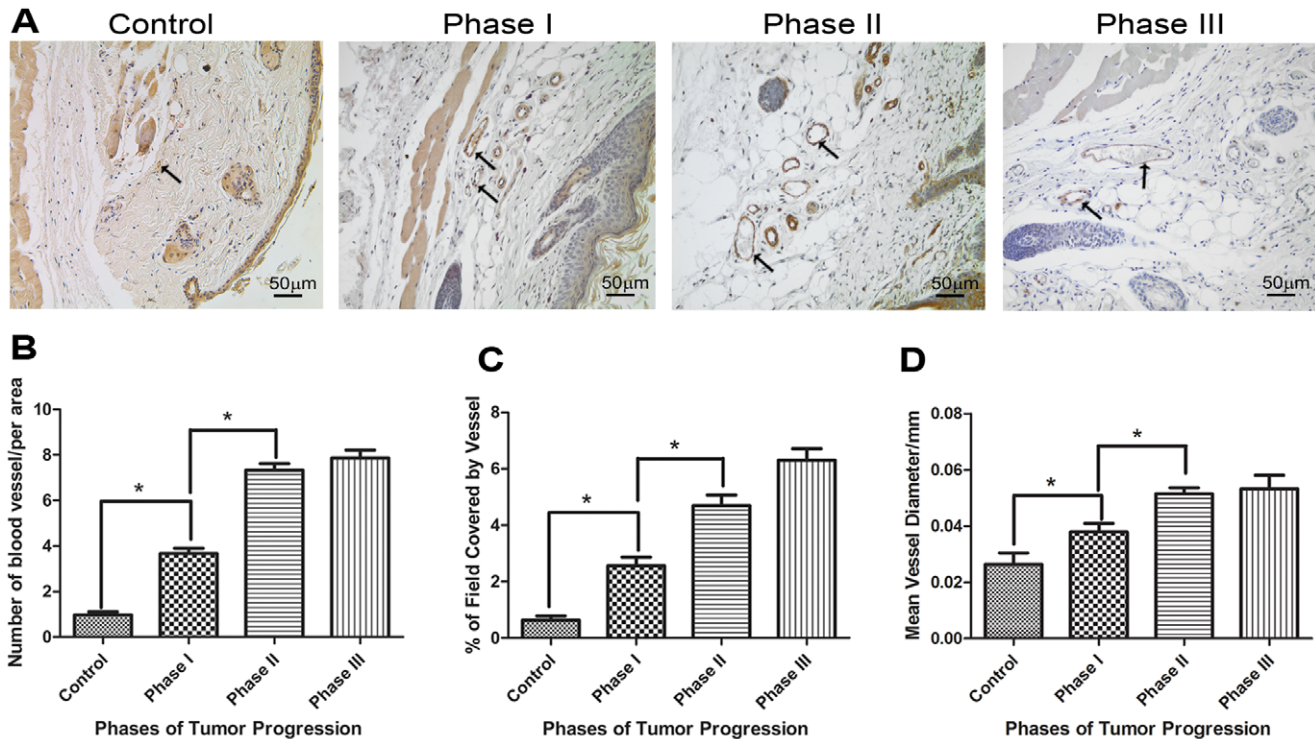 A
Control
Phase I
Phase II
Phase III
50μm
50μm
50μm
50μm
B
Number of blood vessel/per area
10
8
6
4
2
0
*
*
Control
Phase I
Phase II
Phase III
Phases of Tumor Progression
C
% of Field Covered by Vessel
8
6
4
2
0
*
*
Control
Phase I
Phase II
Phase III
Phases of Tumor Progression
D
Mean Vessel Diameter/mm
0.08
0.06
0.04
0.02
0.00
*
*
Control
Phase I
Phase II
Phase III
Phases of Tumor Progression